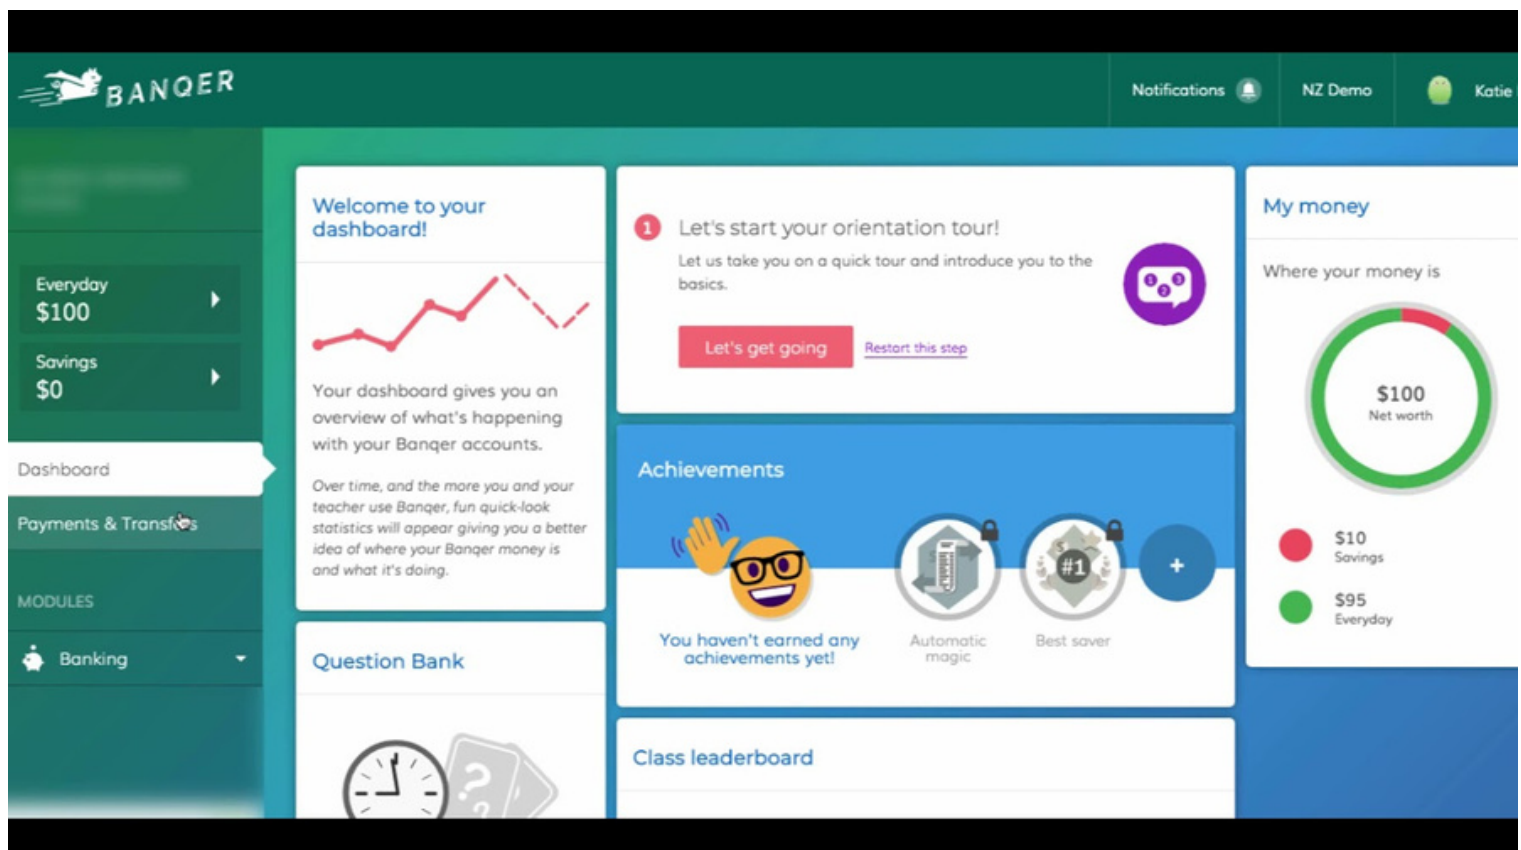 BANQER
Notifications
NZ Demo
Katie
Everyday
$100
Savings
$0
Dashboard
Payments & Transfers
MODULES
Banking
Welcome to your
dashboard!
Your dashboard gives you an
overview of what's happening
with your Banqer accounts.
Over time, and the more you and your
teacher use Banqer, fun quick-look
statistics will appear giving you a better
idea of where your Banqer money is
and what it's doing.
Question Bank
?
?
1
Let's start your orientation tour!
Let us take you on a quick tour and introduce you to the
basics.
Let's get going
Restart this step
1 2 3
Achievements
You haven't earned any
achievements yet!
Automatic
magic
#1
Best saver
+
Class leaderboard
My money
Where your money is
$100
Net worth
$10
Savings
$95
Everyday